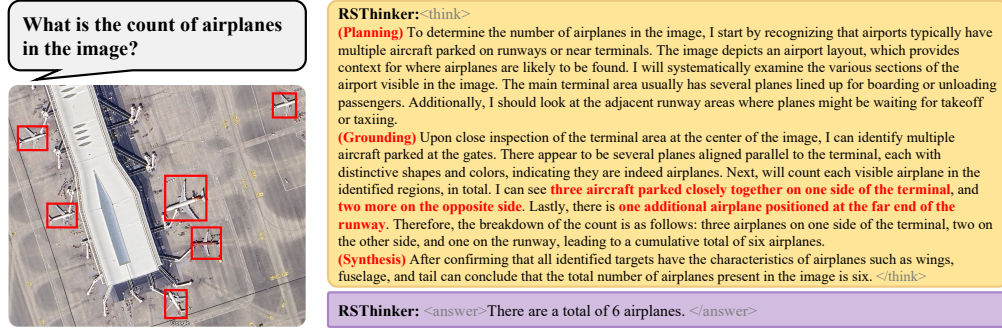 What is the count of airplanes
in the image?
Google
RSThinker:<think>
(Planning) To determine the number of airplanes in the image, I start by recognizing that airports typically have
multiple aircraft parked on runways or near terminals. The image depicts an airport layout, which provides
context for where airplanes are likely to be found. I will systematically examine the various sections of the
airport visible in the image. The main terminal area usually has several planes lined up for boarding or unloading
passengers. Additionally, I should look at the adjacent runway areas where planes might be waiting for takeoff
or taxiing.
(Grounding) Upon close inspection of the terminal area at the center of the image, I can identify multiple
aircraft parked at the gates. There appear to be several planes aligned parallel to the terminal, each with
distinctive shapes and colors, indicating they are indeed airplanes. Next, will count each visible airplane in the
identified regions, in total. I can see three aircraft parked closely together on one side of the terminal, and
two more on the opposite side. Lastly, there is one additional airplane positioned at the far end of the
runway. Therefore, the breakdown of the count is as follows: three airplanes on one side of the terminal, two on
the other side, and one on the runway, leading to a cumulative total of six airplanes.
(Synthesis) After confirming that all identified targets have the characteristics of airplanes such as wings,
fuselage, and tail can conclude that the total number of airplanes present in the image is six. </think>
RSThinker: <answer>There are a total of 6 airplanes. </answer>